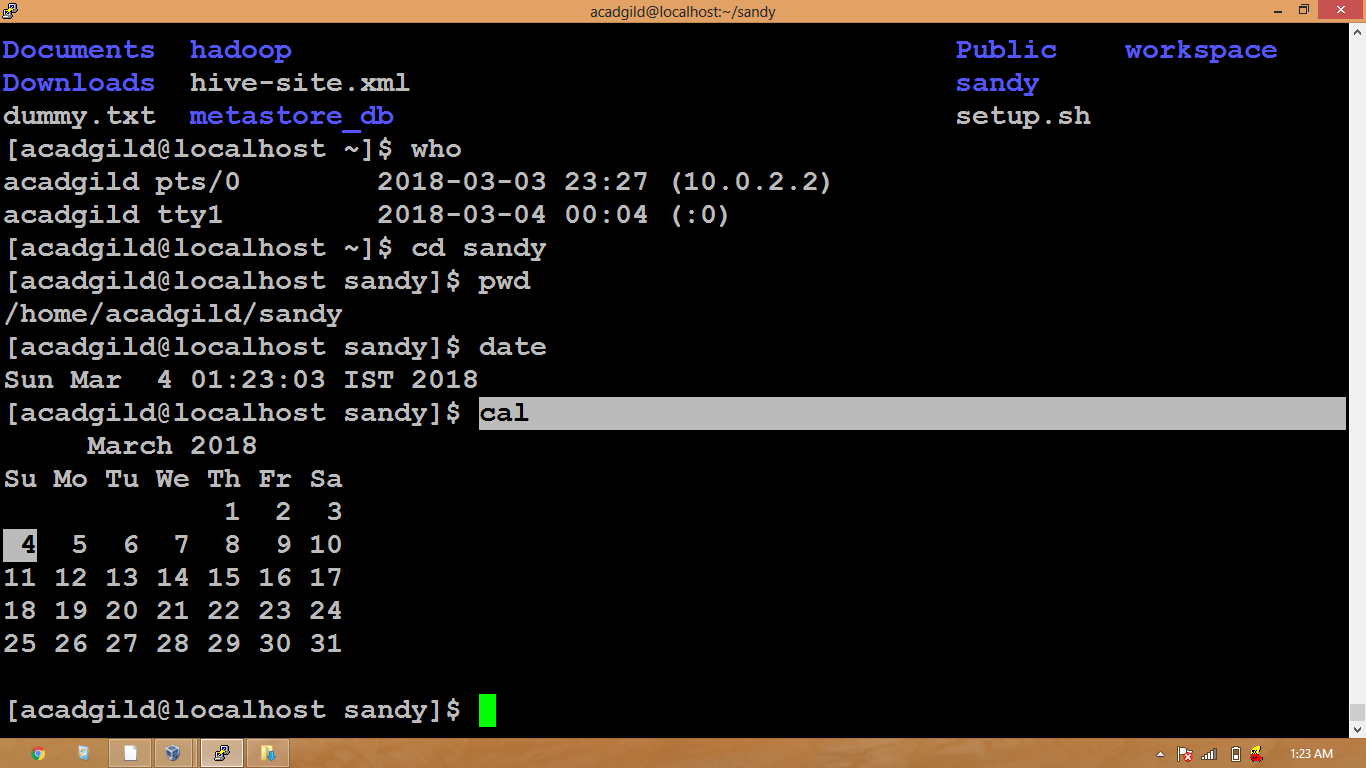 acadgild@localhost:~/sandy
Documents  hadoop                                       Public    workspace
Downloads  hive-site.xml                                sandy
dummy.txt  metastore_db                                 setup.sh
[acadgild@localhost ~]$ who
acadgild pts/0        2018-03-03 23:27 (10.0.2.2)
acadgild tty1         2018-03-04 00:04 (:0)
[acadgild@localhost ~]$ cd sandy
[acadgild@localhost sandy]$ pwd
/home/acadgild/sandy
[acadgild@localhost sandy]$ date
Sun Mar  4 01:23:03 IST 2018
[acadgild@localhost sandy]$ cal
     March 2018
Su Mo Tu We Th Fr Sa
             1  2  3
 4  5  6  7  8  9 10
11 12 13 14 15 16 17
18 19 20 21 22 23 24
25 26 27 28 29 30 31
[acadgild@localhost sandy]$
1:23 AM